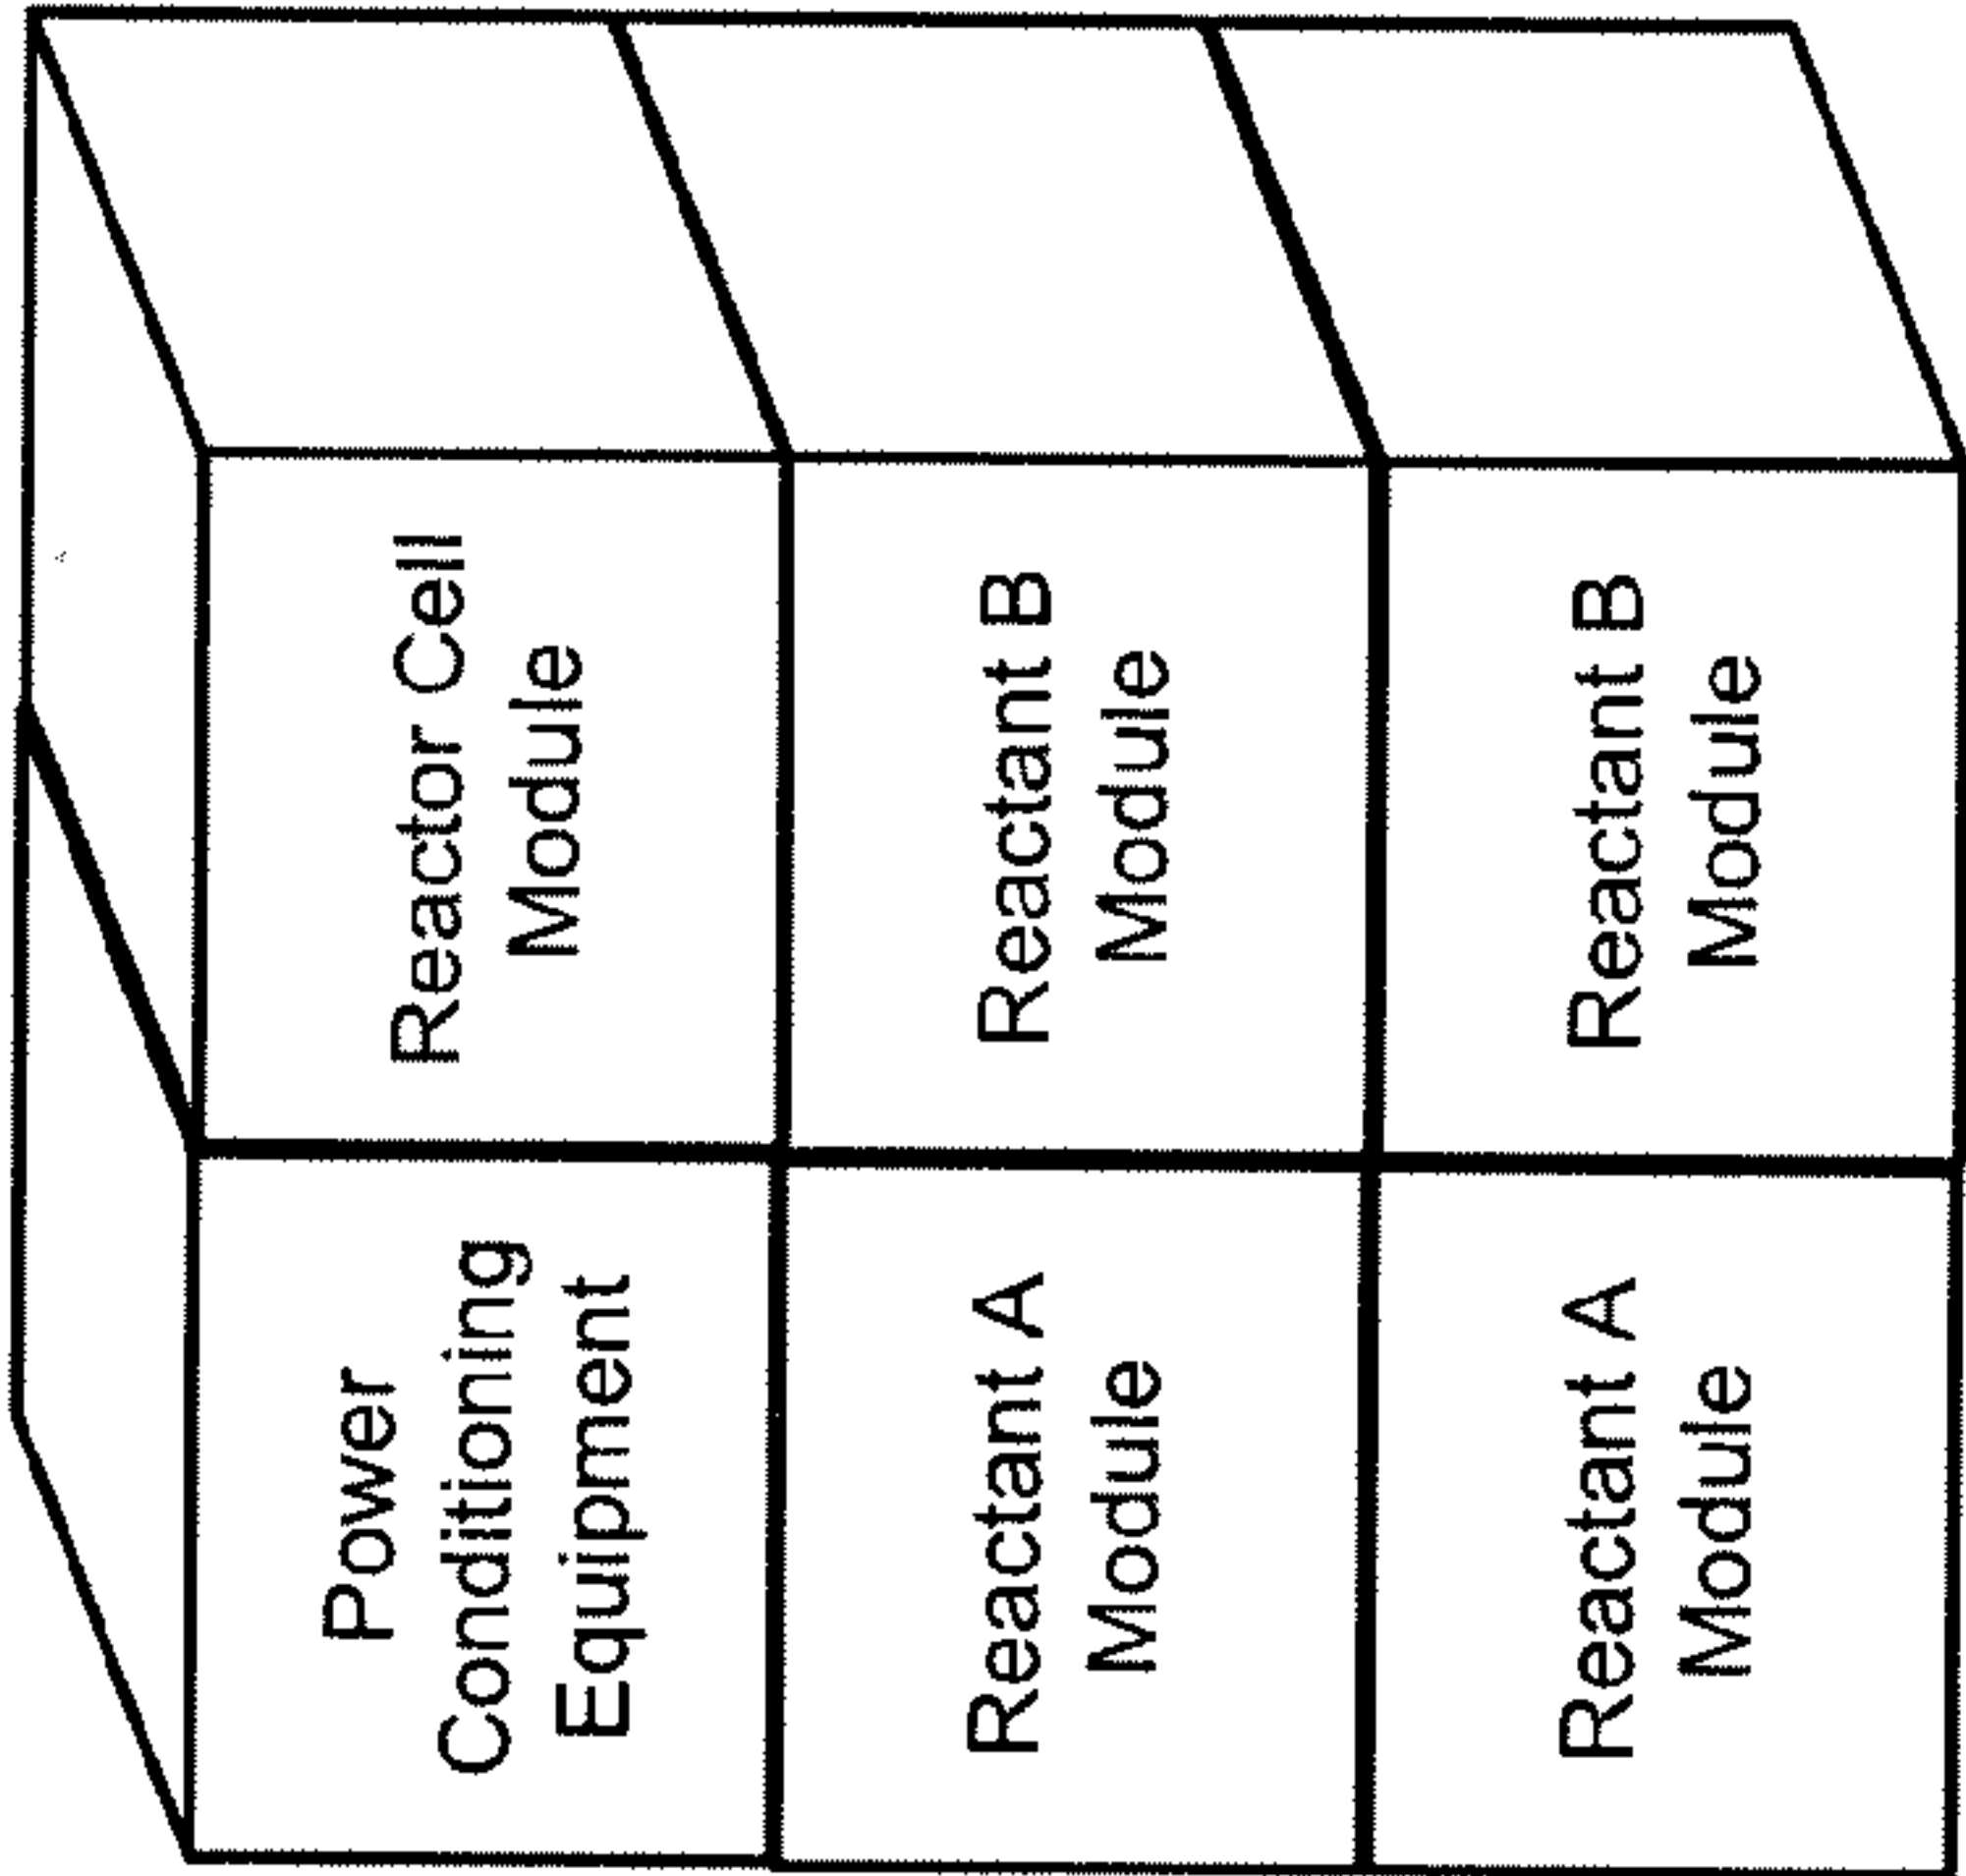 Power
Conditioning
Equipment
Reactor Cell
Module
Reactant A
Module
Reactant B
Module
Reactant A
Module
Reactant B
Module